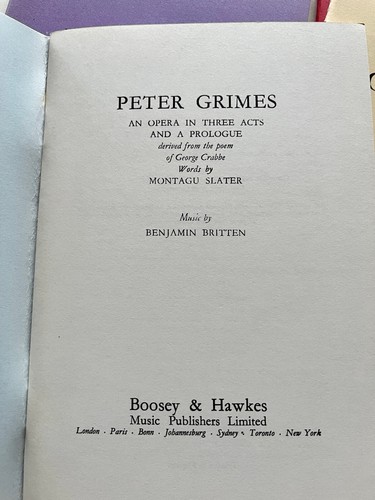 PETER GRIMES
AN OPERA IN THREE ACTS
AND A PROLOGUE
derived from the poem
of George Crabbe
Words by
MONTAGU SLATER
Music by
BENJAMIN BRITTEN
Boosey & Hawkes
Music Publishers Limited
London · Paris · Bonn · Johannesburg · Sydney · Toronto · New York